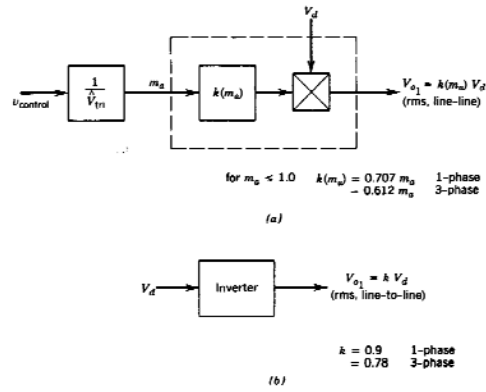 V_d
v_control
1
V̂_tri
m_a
k(m_a)
V_o1 = k(m_a) V_d
(rms, line-line)
for m_a ≤ 1.0 k(m_a) = 0.707 m_a 1-phase
= 0.612 m_a 3-phase
(a)
V_d
Inverter
V_o1 = k V_d
(rms, line-to-line)
k = 0.9 1-phase
= 0.78 3-phase
(b)